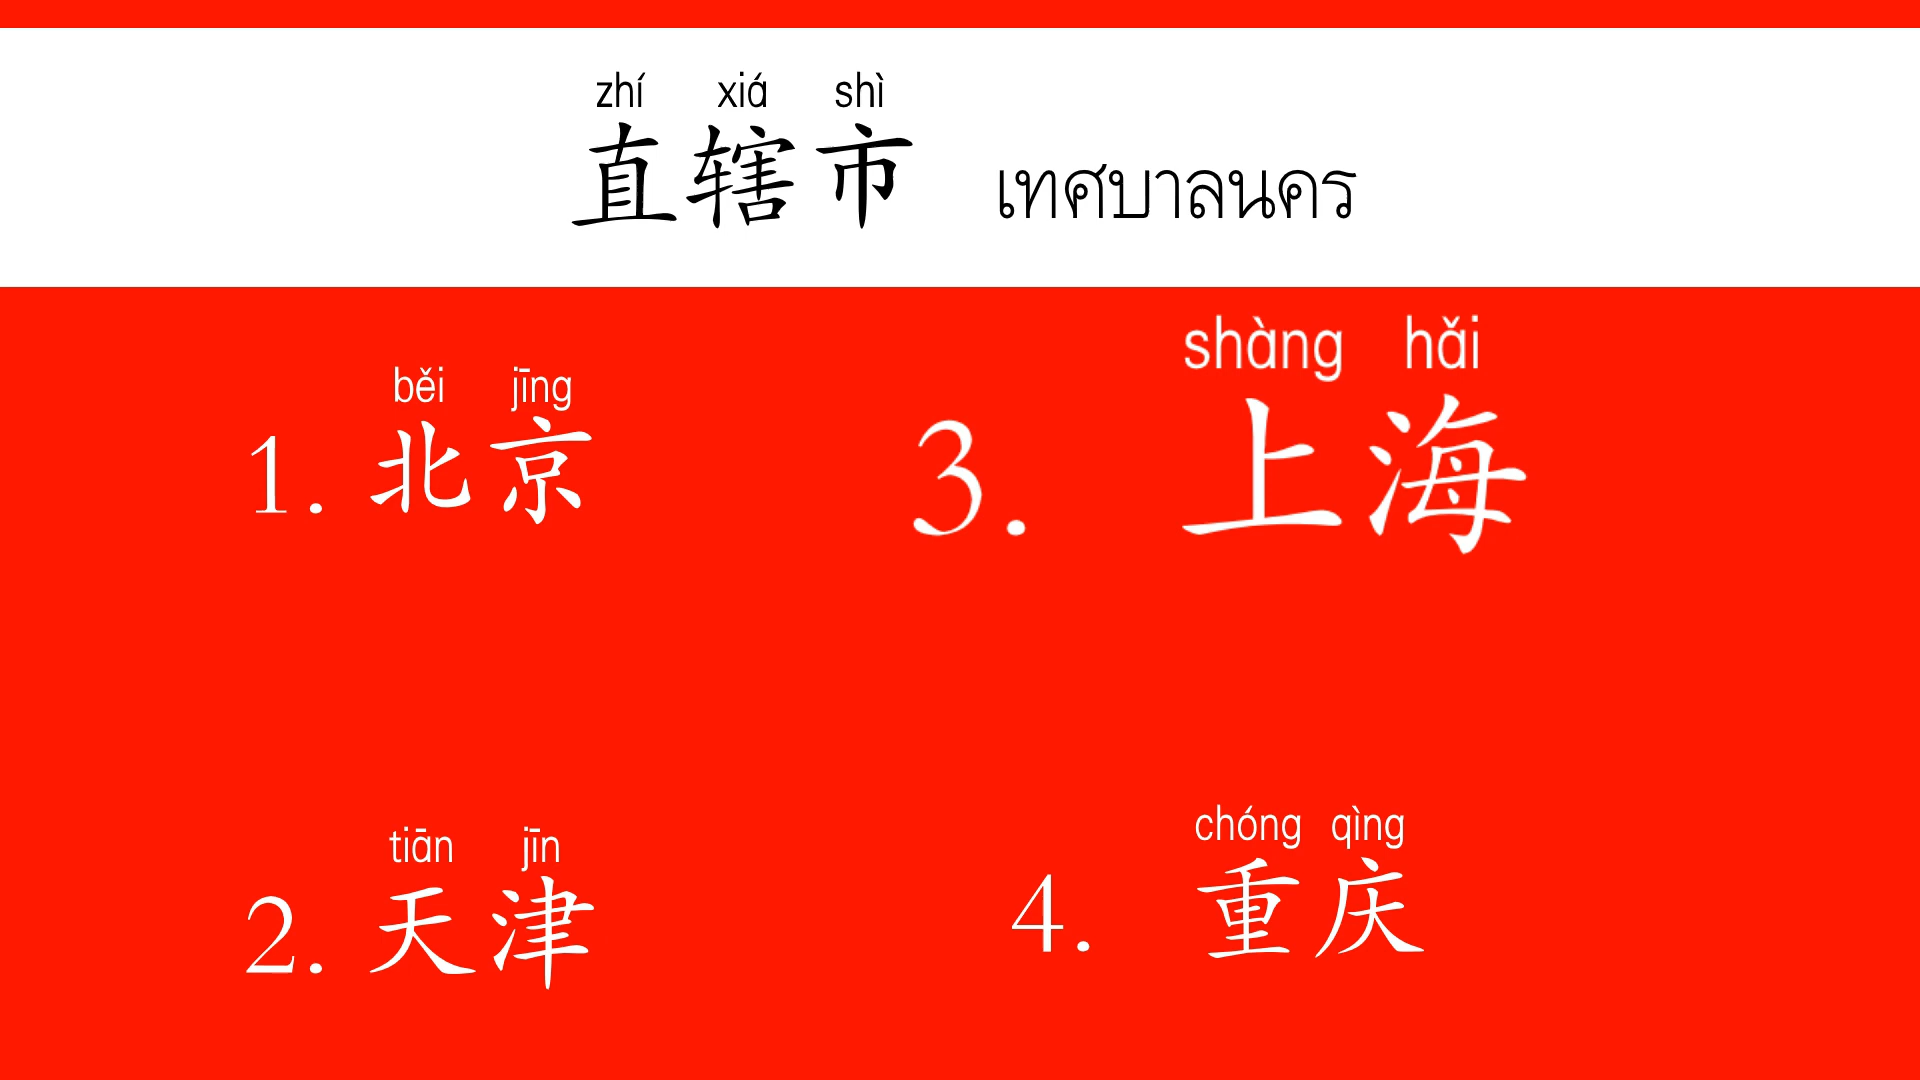 zhí xiá shì
直辖市 เทศบาลนคร
běi jīng
1. 北京
tiān jīn
2. 天津
shàng hǎi
3. 上海
chóng qìng
4. 重庆